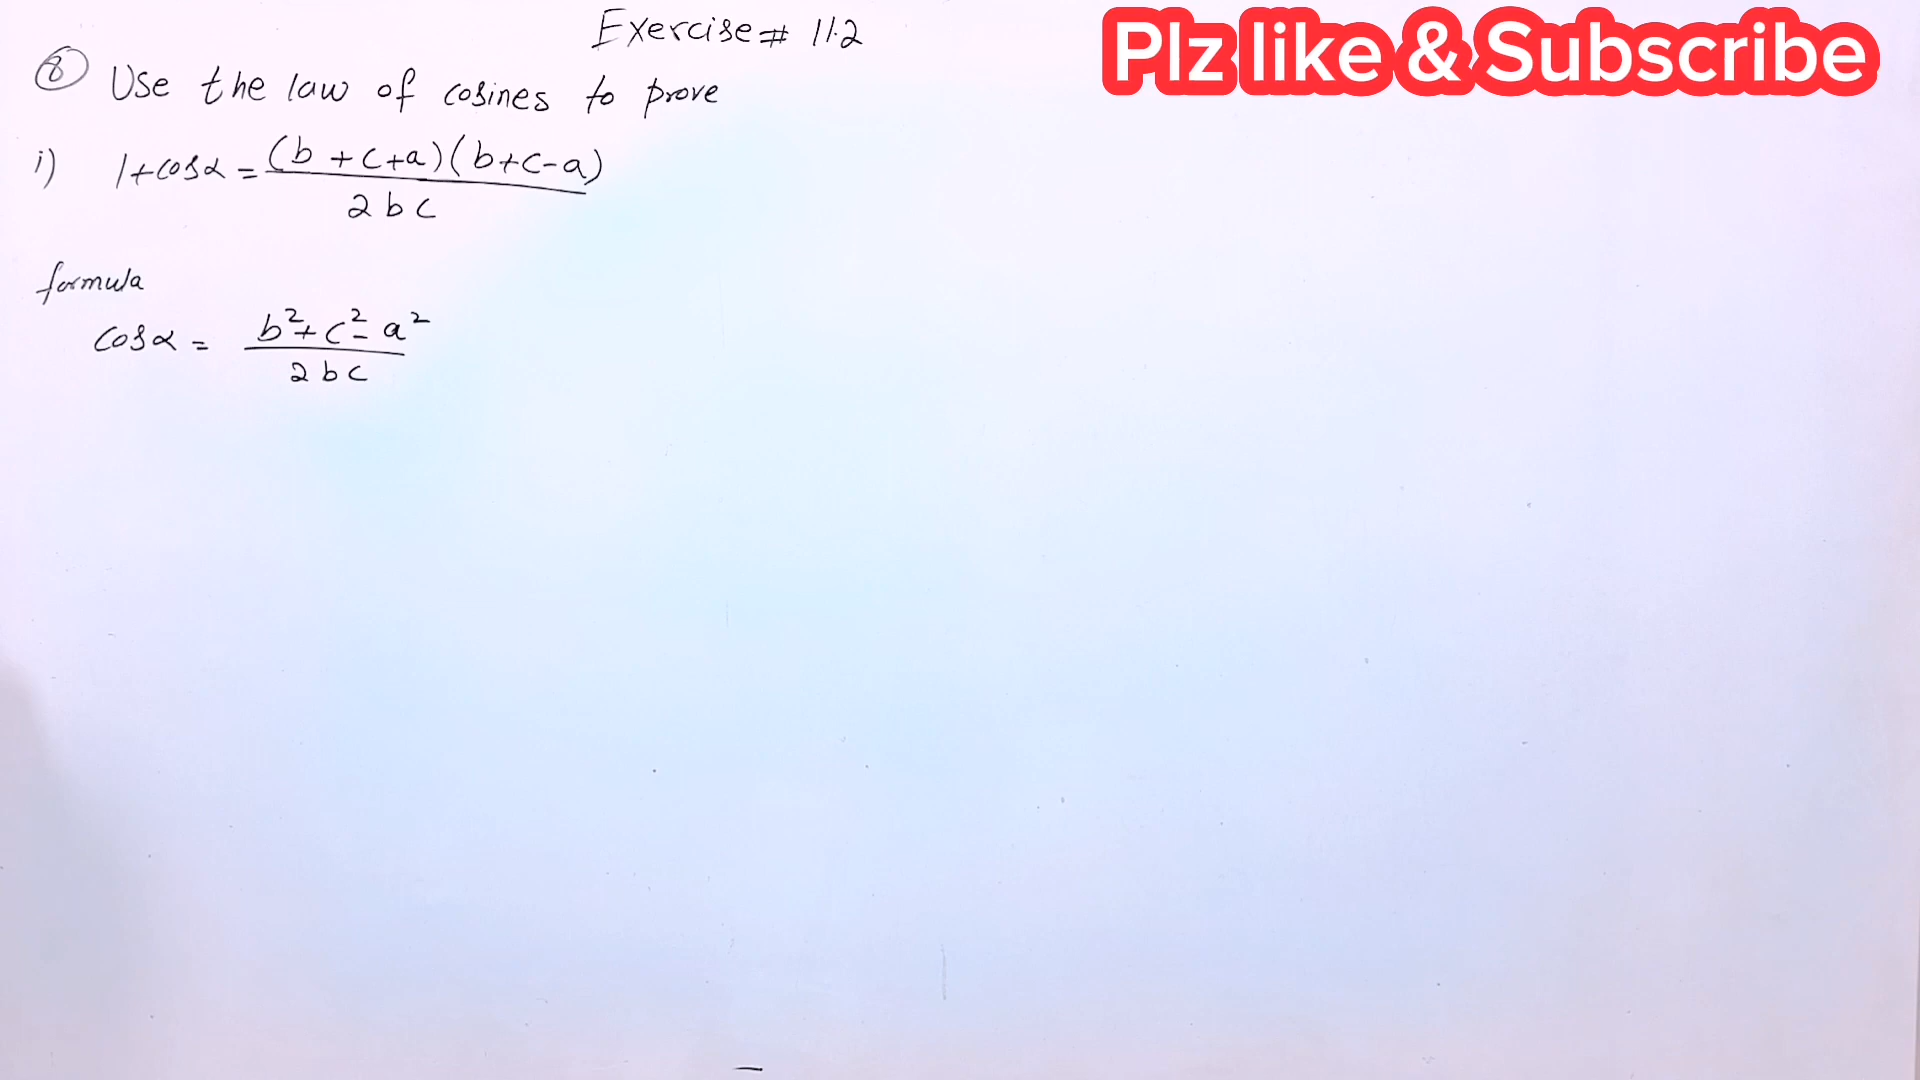 Exercise# 11.2
Plz like & Subscribe
⑧ Use the law of cosines to prove
i) 1+cosα = (b+c+a)(b+c-a) / 2bc
formula
cosα = b²+c²-a² / 2bc